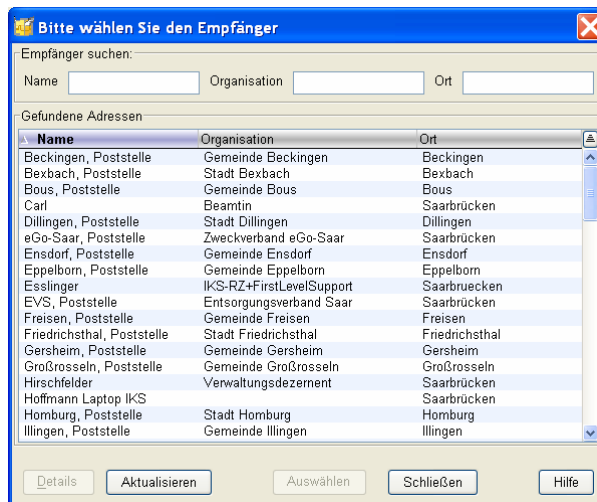 Bitte wählen Sie den Empfänger
Empfänger suchen:
Name Organisation Ort
Gefundene Adressen
Name Organisation Ort
Beckingen, Poststelle Gemeinde Beckingen Beckingen
Bexbach, Poststelle Stadt Bexbach Bexbach
Bous, Poststelle Gemeinde Bous Bous
Carl Beamtin Saarbrücken
Dillingen, Poststelle Stadt Dillingen Dillingen
eGo-Saar, Poststelle Zweckverband eGo-Saar Saarbrücken
Ensdorf, Poststelle Gemeinde Ensdorf Ensdorf
Eppelborn, Poststelle Gemeinde Eppelborn Eppelborn
Esslinger IKS-RZ+FirstLevelSupport Saarbruecken
EVS, Poststelle Entsorgungsverband Saar Saarbrücken
Freisen, Poststelle Gemeinde Freisen Freisen
Friedrichsthal, Poststelle Stadt Friedrichsthal Friedrichsthal
Gersheim, Poststelle Gemeinde Gersheim Gersheim
Großrosseln, Poststelle Gemeinde Großrosseln Großrosseln
Hirschfelder Verwaltungsdezernent Saarbrücken
Hoffmann Laptop IKS Saarbrücken
Homburg, Poststelle Stadt Homburg Homburg
Illingen, Poststelle Gemeinde Illingen Illingen
Details Aktualisieren Auswählen Schließen Hilfe